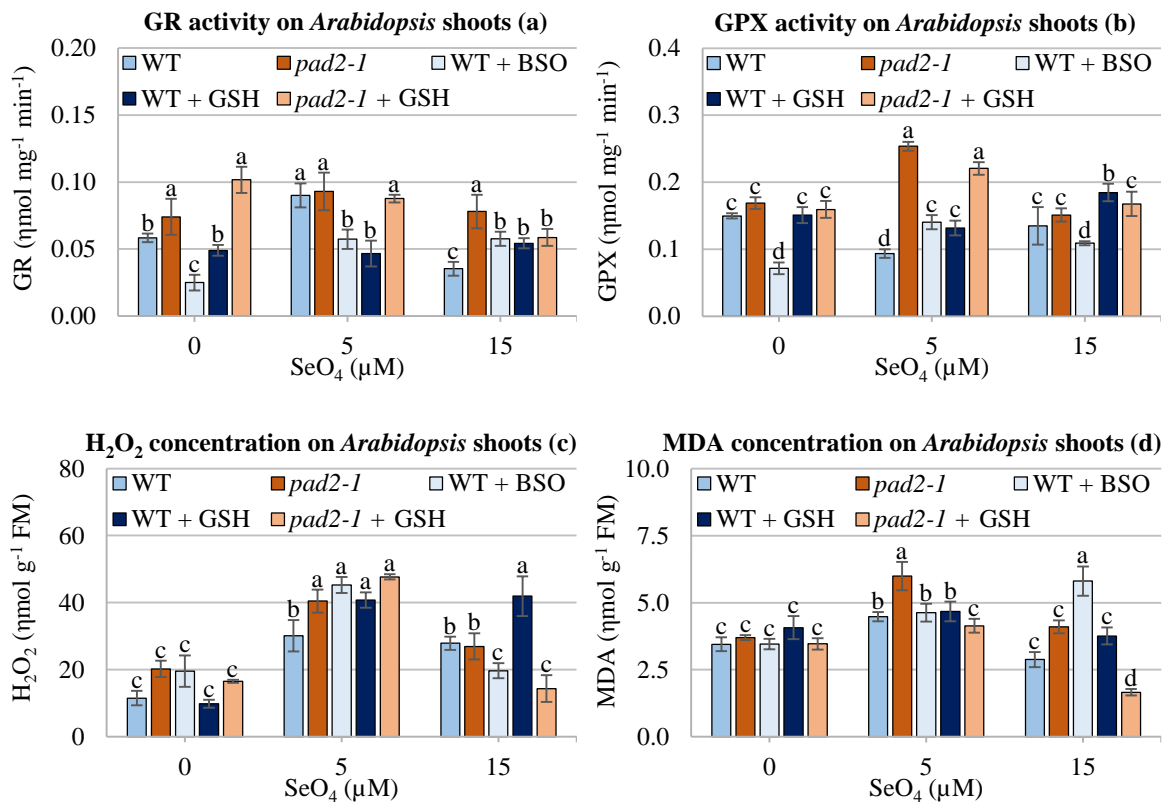 GR activity on Arabidopsis shoots (a)
GR (ηmol mg⁻¹ min⁻¹)
0.20
0.15
0.10
0.05
0.00
WT
pad2-1
WT + BSO
WT + GSH
pad2-1 + GSH
b a c b a
a a b b a
c a b b b
0 5 15
SeO₄ (µM)
GPX activity on Arabidopsis shoots (b)
GPX (ηmol mg⁻¹ min⁻¹)
0.4
0.3
0.2
0.1
0.0
WT
pad2-1
WT + BSO
WT + GSH
pad2-1 + GSH
c c d c c
d a c c a
c c d b c
0 5 15
SeO₄ (µM)
H₂O₂ concentration on Arabidopsis shoots (c)
H₂O₂ (ηmol g⁻¹ FM)
80
60
40
20
0
WT
pad2-1
WT + BSO
WT + GSH
pad2-1 + GSH
c c c c c
b a a a a
b b c a c
0 5 15
SeO₄ (µM)
MDA concentration on Arabidopsis shoots (d)
MDA (ηmol g⁻¹ FM)
10.0
7.5
5.0
2.5
0.0
WT
pad2-1
WT + BSO
WT + GSH
pad2-1 + GSH
c c c c c
b a b b c
c c a c d
0 5 15
SeO₄ (µM)